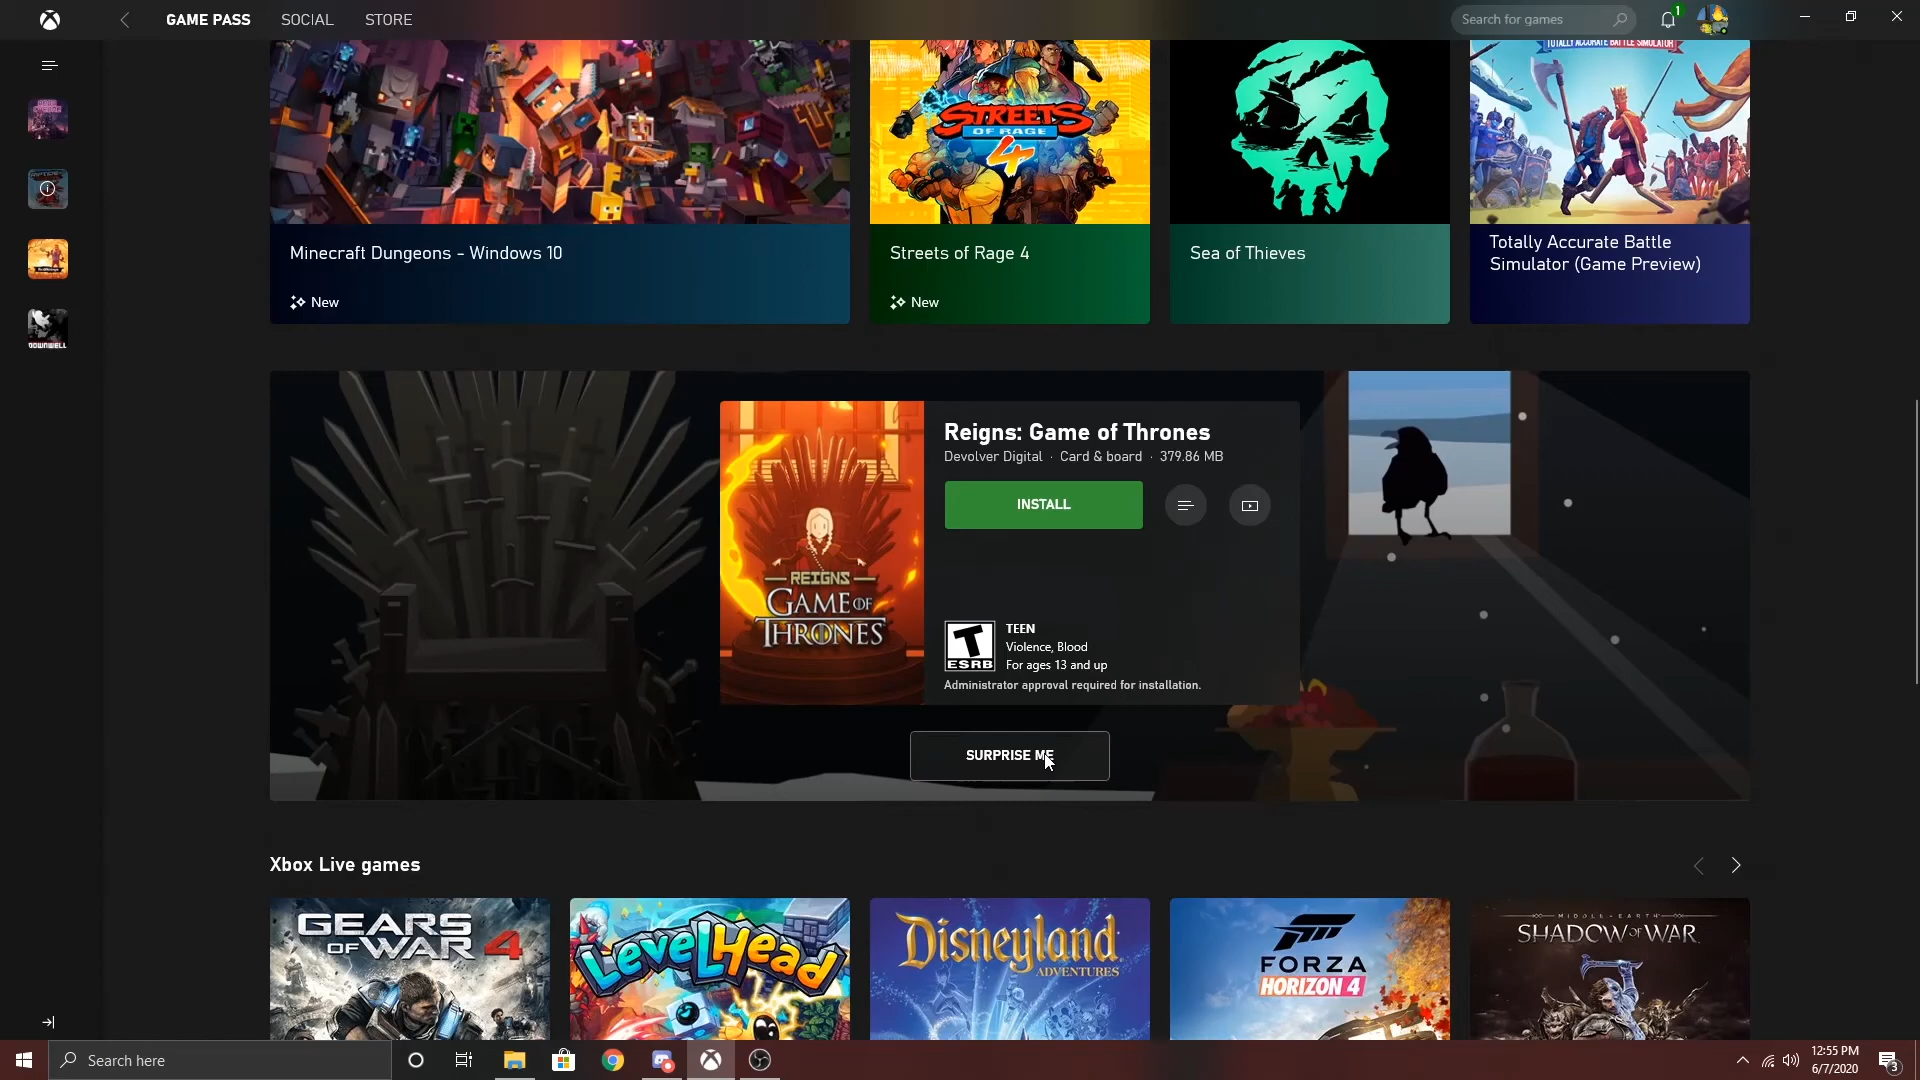 GAME PASS
SOCIAL
STORE
Search for games
1
STREETS
OF RAGE
4
TOTALLY ACCURATE BATTLE SIMULATOR
Minecraft Dungeons - Windows 10
New
Streets of Rage 4
New
Sea of Thieves
Totally Accurate Battle
Simulator (Game Preview)
DOWNWELL
REIGNS
GAME OF
THRONES
Reigns: Game of Thrones
Devolver Digital · Card & board · 379.86 MB
INSTALL
T
ESRB
TEEN
Violence, Blood
For ages 13 and up
Administrator approval required for installation.
SURPRISE ME
Xbox Live games
GEARS
OF WAR 4
LEVELHEAD
Disneyland
ADVENTURES
FORZA
HORIZON 4
MIDDLE-EARTH
SHADOW OF WAR
Search here
12:55 PM
6/7/2020
3